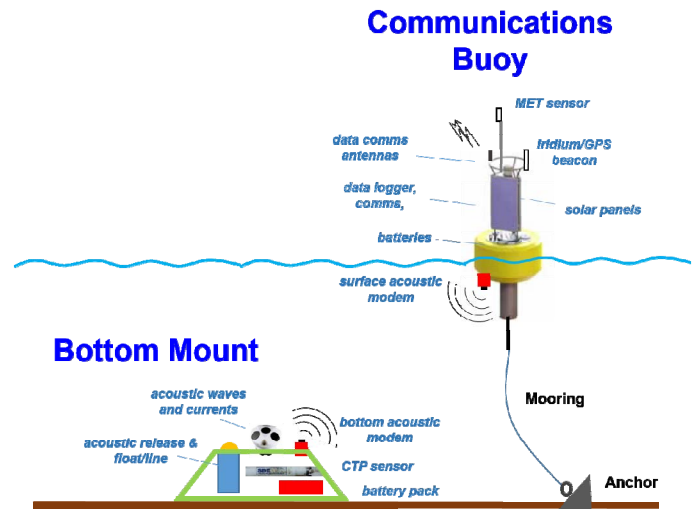 Communications
Buoy
MET sensor
data comms
antennas
Iridium/GPS
beacon
data fogger,
comms,
solar panels
batteries
surface acoustic
modem
Bottom Mount
Mooring
acoustic waves
and currents
bottom acoustic
modem
acoustic release &
float/line
CTP sensor
battery pack
Anchor